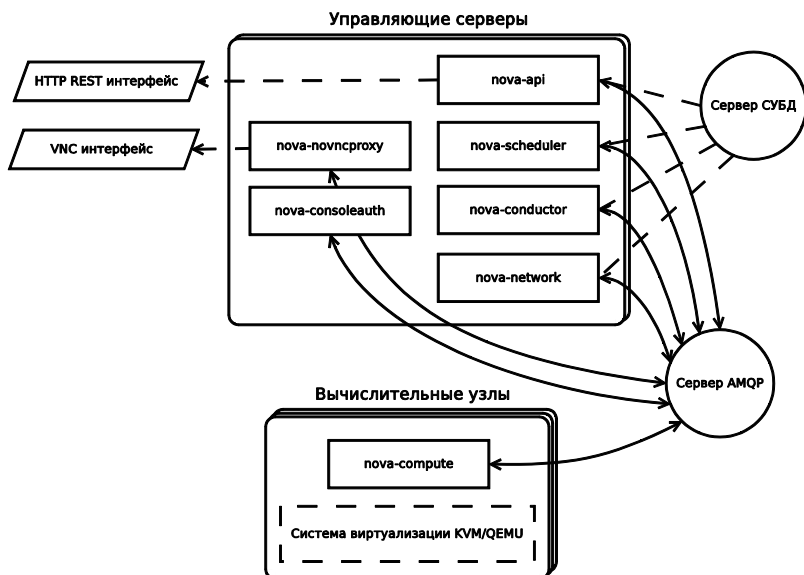 Управляющие серверы
HTTP REST интерфейс
nova-api
Сервер СУБД
VNC интерфейс
nova-novncproxy
nova-scheduler
nova-consoleauth
nova-conductor
nova-network
Сервер AMQP
Вычислительные узлы
nova-compute
Система виртуализации KVM/QEMU